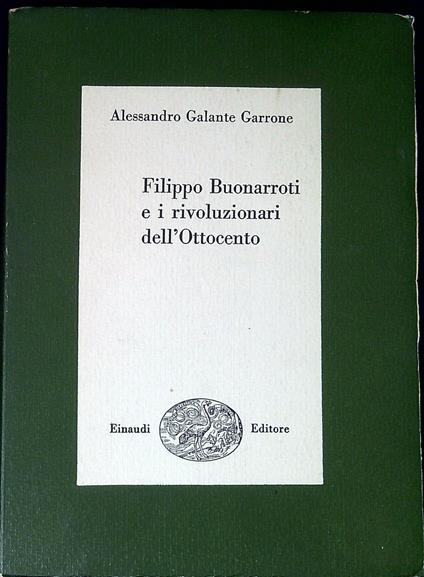 Alessandro Galante Garrone
Filippo Buonarroti
e i rivoluzionari
dell'Ottocento
Einaudi Editore